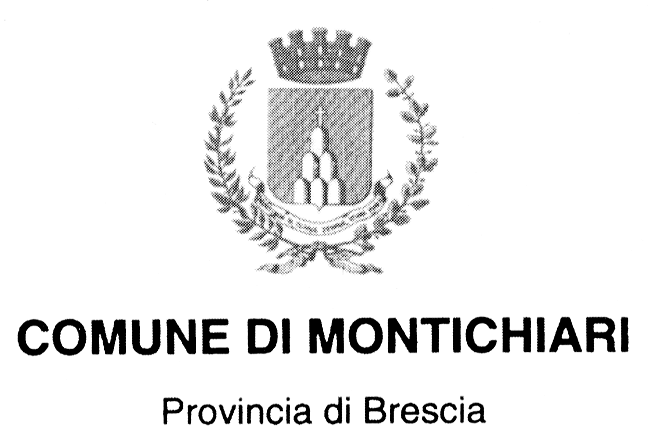 COMUNE DI MONTICHIARI
Provincia di Brescia